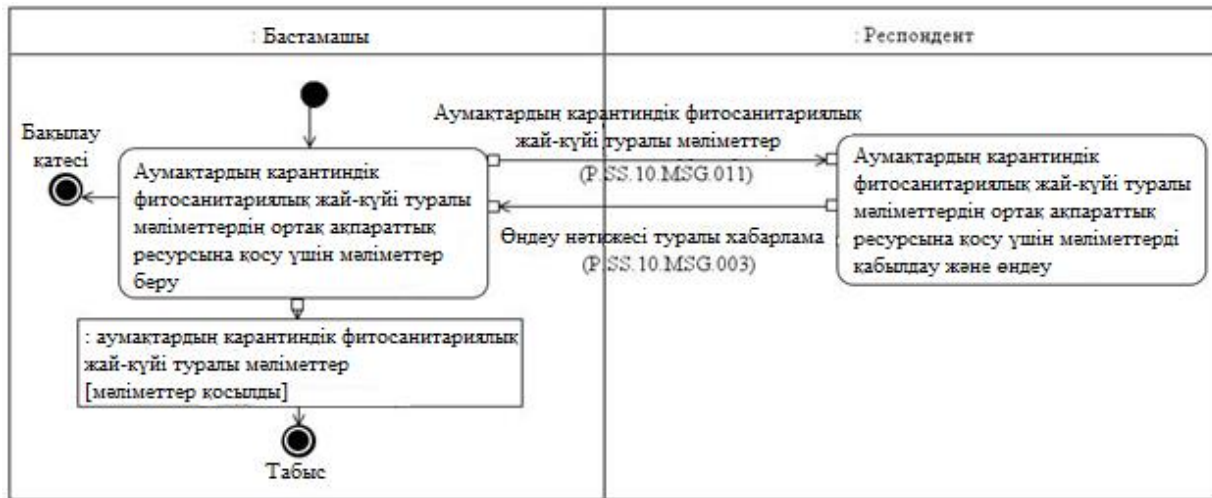 : Бастамашы
: Респондент
Бақылау
қатесі
Аумақтардың карантиндік
фитосанитариялық жай-күйі туралы
мәліметтердің ортақ ақпараттық
ресурсына қосу үшін мәліметтер
беру
Аумақтардың карантиндік фитосанитариялық
жай-күйі туралы мәліметтер
(P.SS.10.MSG.011)
Өңдеу нәтижесі туралы хабарлама
(P.SS.10.MSG.003)
Аумақтардың карантиндік
фитосанитариялық жай-күйі туралы
мәліметтердің ортақ ақпараттық
ресурсына қосу үшін мәліметтерді
қабылдау және өңдеу
: аумақтардың карантиндік фитосанитариялық
жай-күйі туралы мәліметтер
[мәліметтер қосылды]
Табыс